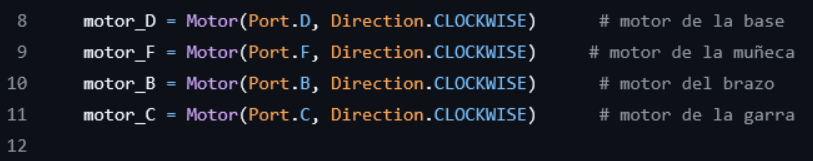 8 motor_D = Motor(Port.D, Direction.CLOCKWISE) # motor de la base
9 motor_F = Motor(Port.F, Direction.CLOCKWISE) # motor de la muñeca
10 motor_B = Motor(Port.B, Direction.CLOCKWISE) # motor del brazo
11 motor_C = Motor(Port.C, Direction.CLOCKWISE) # motor de la garra
12